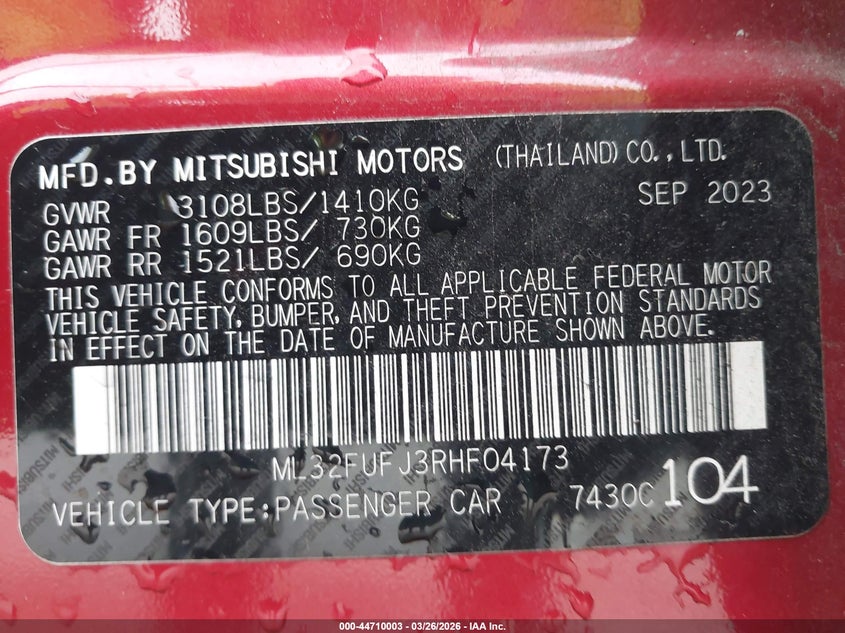 MFD.BY MITSUBISHI MOTORS (THAILAND) CO.,LTD.
GVWR 3108LBS/1410KG SEP 2023
GAWR FR 1609LBS/ 730KG
GAWR RR 1521LBS/ 690KG
THIS VEHICLE CONFORMS TO ALL APPLICABLE FEDERAL MOTOR
VEHICLE SAFETY, BUMPER, AND THEFT PREVENTION STANDARDS
IN EFFECT ON THE DATE OF MANUFACTURE SHOWN ABOVE.
ML32FUFJ3RHF04173
VEHICLE TYPE:PASSENGER CAR 7430C 104
000-44710003 — 03/26/2026 — IAA Inc.